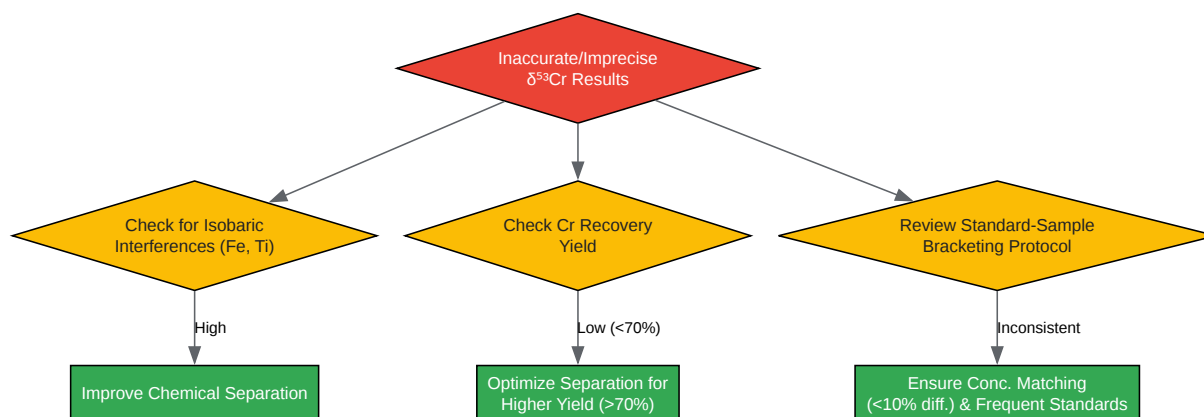 Inaccurate/Imprecise
δ⁵³Cr Results
Check for Isobaric
Interferences (Fe, Ti)
Check Cr Recovery
Yield
Review Standard-Sample
Bracketing Protocol
High
Low (<70%)
Inconsistent
Improve Chemical Separation
Optimize Separation for
Higher Yield (>70%)
Ensure Conc. Matching
(<10% diff.) & Frequent Standards